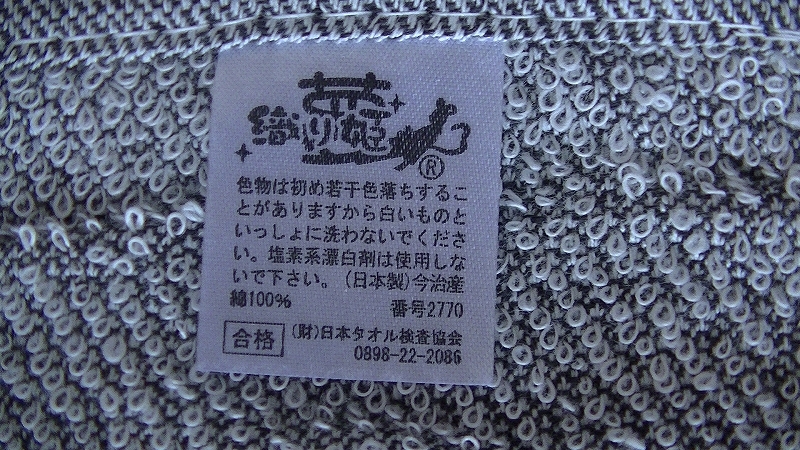 織り姫
®
色物は初め若干色落ちするこ
とがありますから白いものと
いっしょに洗わないでくださ
い。塩素系漂白剤は使用しな
いで下さい。(日本製)今治産
綿100% 番号2770
合格 (財)日本タオル検査協会
0898-22-2086